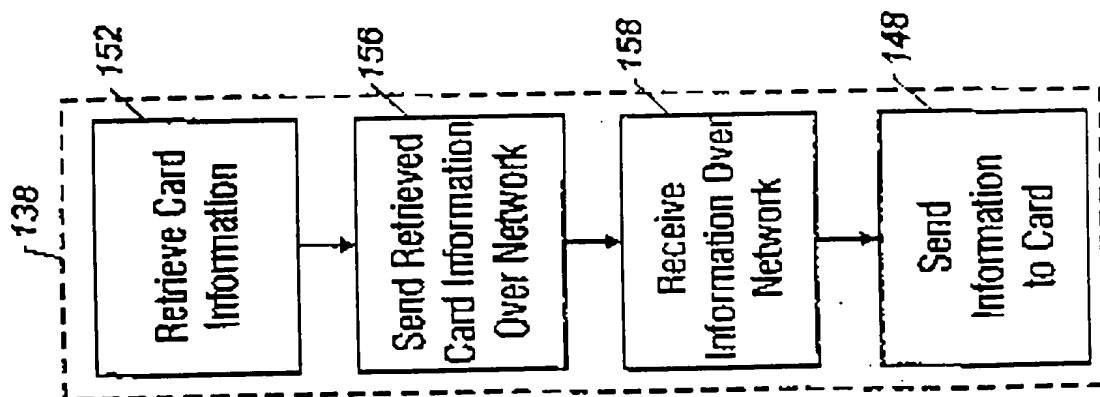 138
152
Retrieve Card
Information
156
Send Retrieved
Card Information
Over Network
158
Receive
Information Over
Network
148
Send
Information
to Card